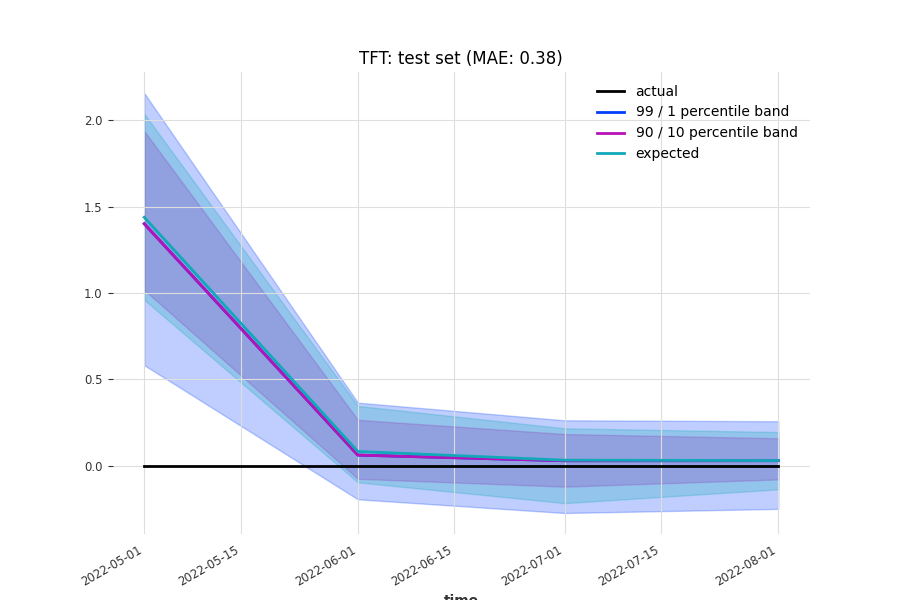 TFT: test set (MAE: 0.38)
actual
99 / 1 percentile band
90 / 10 percentile band
expected
2.0
1.5
1.0
0.5
0.0
2022-05-01
2022-05-15
2022-06-01
2022-06-15
2022-07-01
2022-07-15
2022-08-01
time